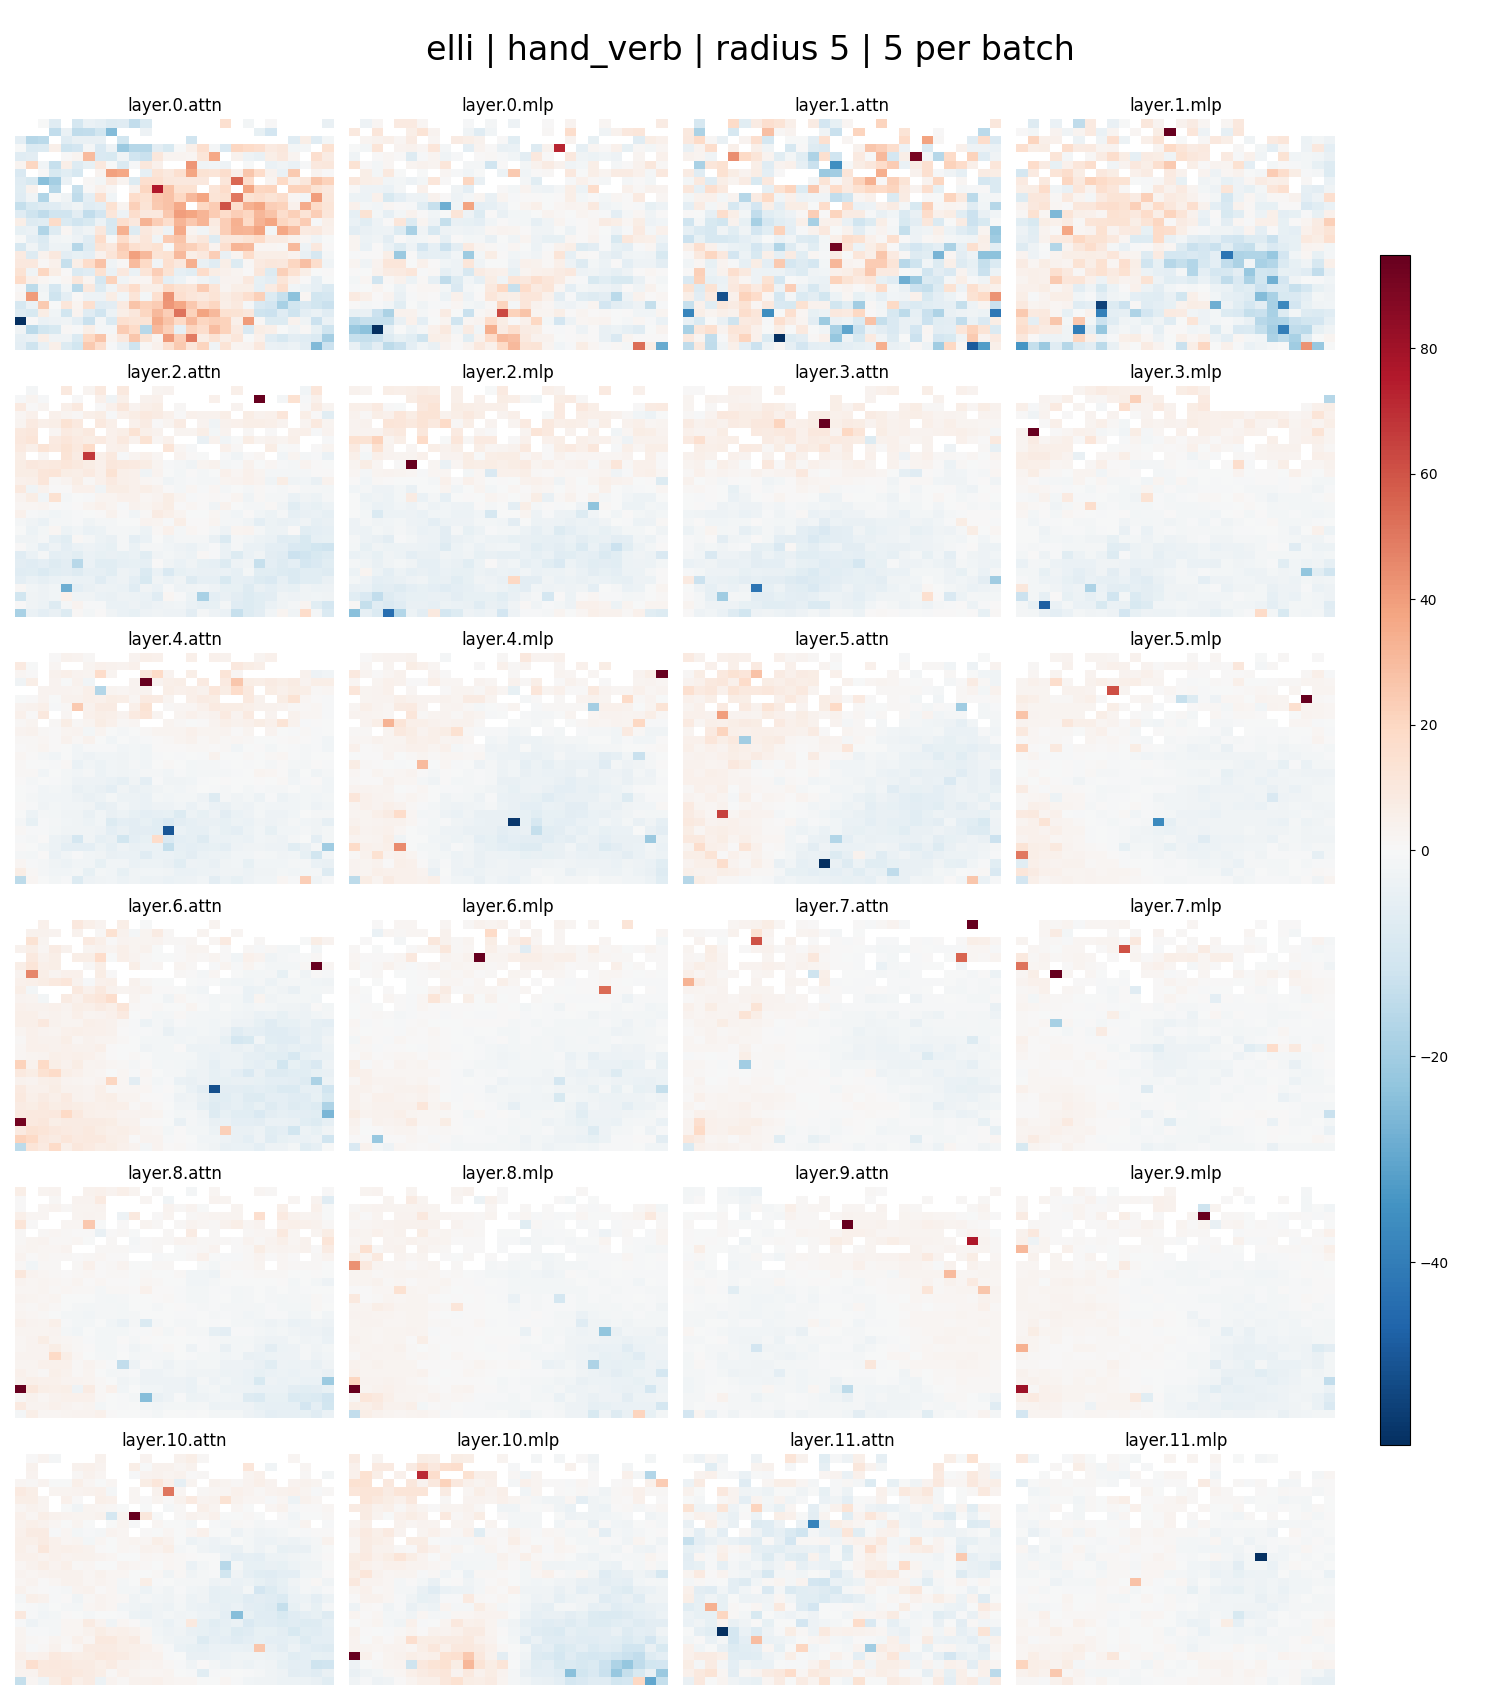 elli | hand_verb | radius 5 | 5 per batch
layer.0.attn layer.0.mlp layer.1.attn layer.1.mlp
layer.2.attn layer.2.mlp layer.3.attn layer.3.mlp
layer.4.attn layer.4.mlp layer.5.attn layer.5.mlp
layer.6.attn layer.6.mlp layer.7.attn layer.7.mlp
layer.8.attn layer.8.mlp layer.9.attn layer.9.mlp
layer.10.attn layer.10.mlp layer.11.attn layer.11.mlp
80
60
40
20
0
−20
−40